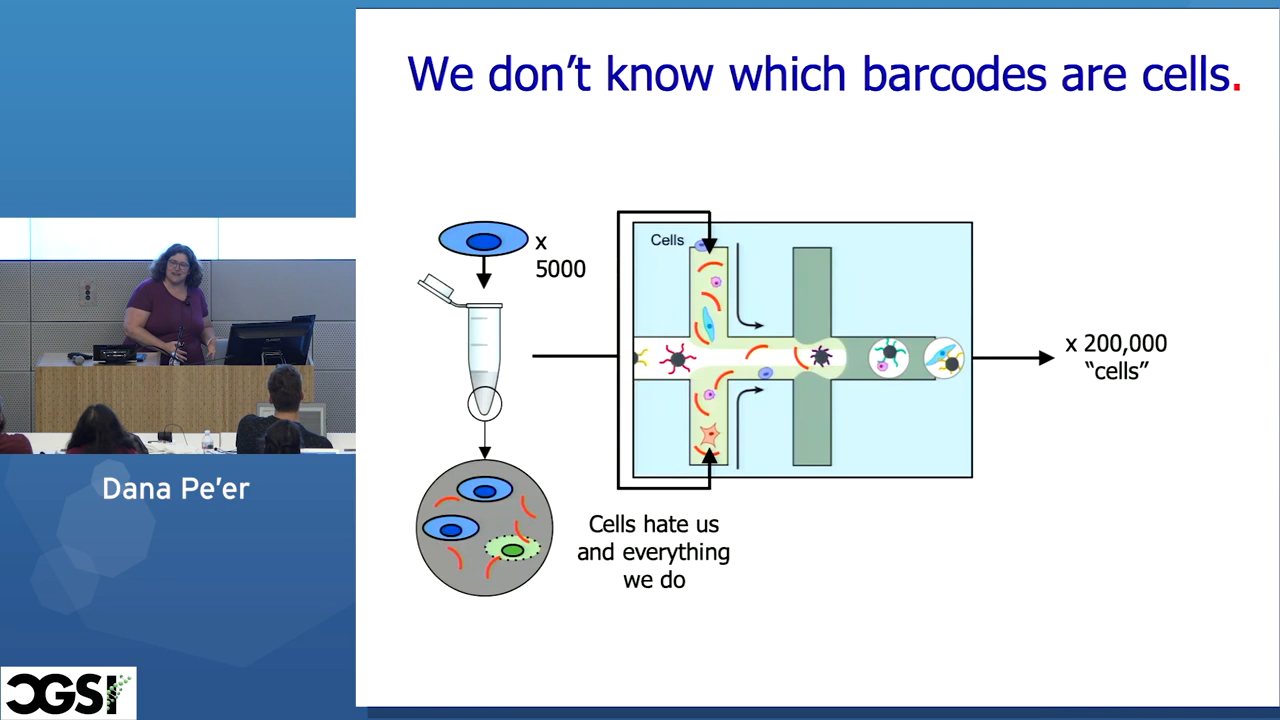 We don't know which barcodes are cells.
x
5000
Cells
x 200,000
"cells"
Cells hate us
and everything
we do
Dana Pe'er
CGSI